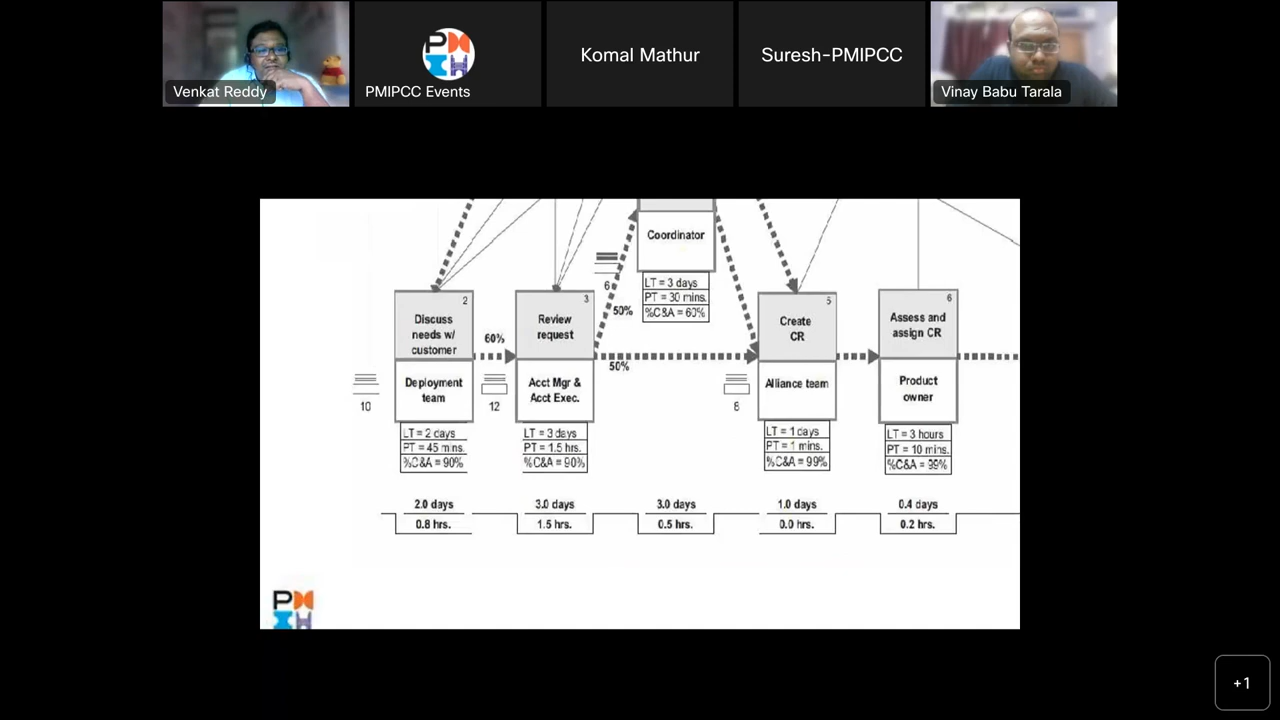 Venkat Reddy
PMIPCC Events
Komal Mathur
Suresh-PMIPCC
Vinay Babu Tarala
Coordinator
LT = 3 days
PT = 30 mins.
%C&A = 60%
6
50%
2
Discuss
needs w/
customer
Deployment
team
LT = 2 days
PT = 45 mins.
%C&A = 90%
10
60%
12
3
Review
request
Acct Mgr &
Acct Exec.
LT = 3 days
PT = 1.5 hrs.
%C&A = 90%
50%
8
5
Create
CR
Alliance team
LT = 1 days
PT = 1 mins.
%C&A = 99%
6
Assess and
assign CR
Product
owner
LT = 3 hours
PT = 10 mins.
%C&A = 99%
2.0 days
3.0 days
3.0 days
1.0 days
0.4 days
0.8 hrs.
1.5 hrs.
0.5 hrs.
0.0 hrs.
0.2 hrs.
+1